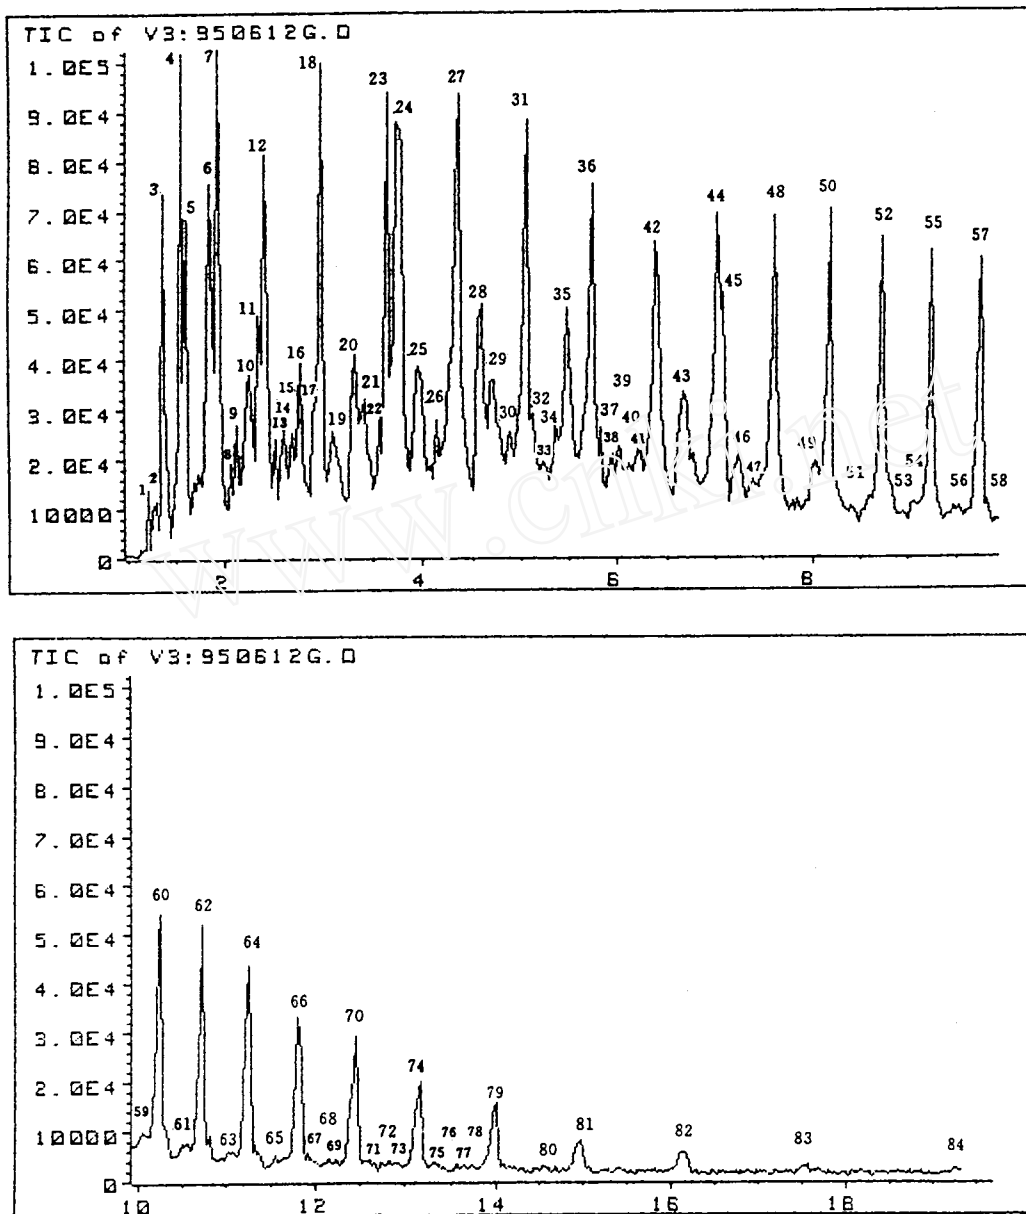 TIC of V3:950612G.D
1.0E5
9.0E4
8.0E4
7.0E4
6.0E4
5.0E4
4.0E4
3.0E4
2.0E4
10000
0
2 4 6 8
1 2 3 4 5 6 7 8 9 10 11 12 13 14 15 16 17 18 19 20 21 22 23 24 25 26 27 28 29 30 31 32 33 34 35 36 37 38 39 40 41 42 43 44 45 46 47 48 49 50 51 52 53 54 55 56 57 58
www.cnki.net
TIC of V3:950612G.D
1.0E5
9.0E4
8.0E4
7.0E4
6.0E4
5.0E4
4.0E4
3.0E4
2.0E4
10000
0
10 12 14 16 18
59 60 61 62 63 64 65 66 67 68 69 70 71 72 73 74 75 76 77 78 79 80 81 82 83 84